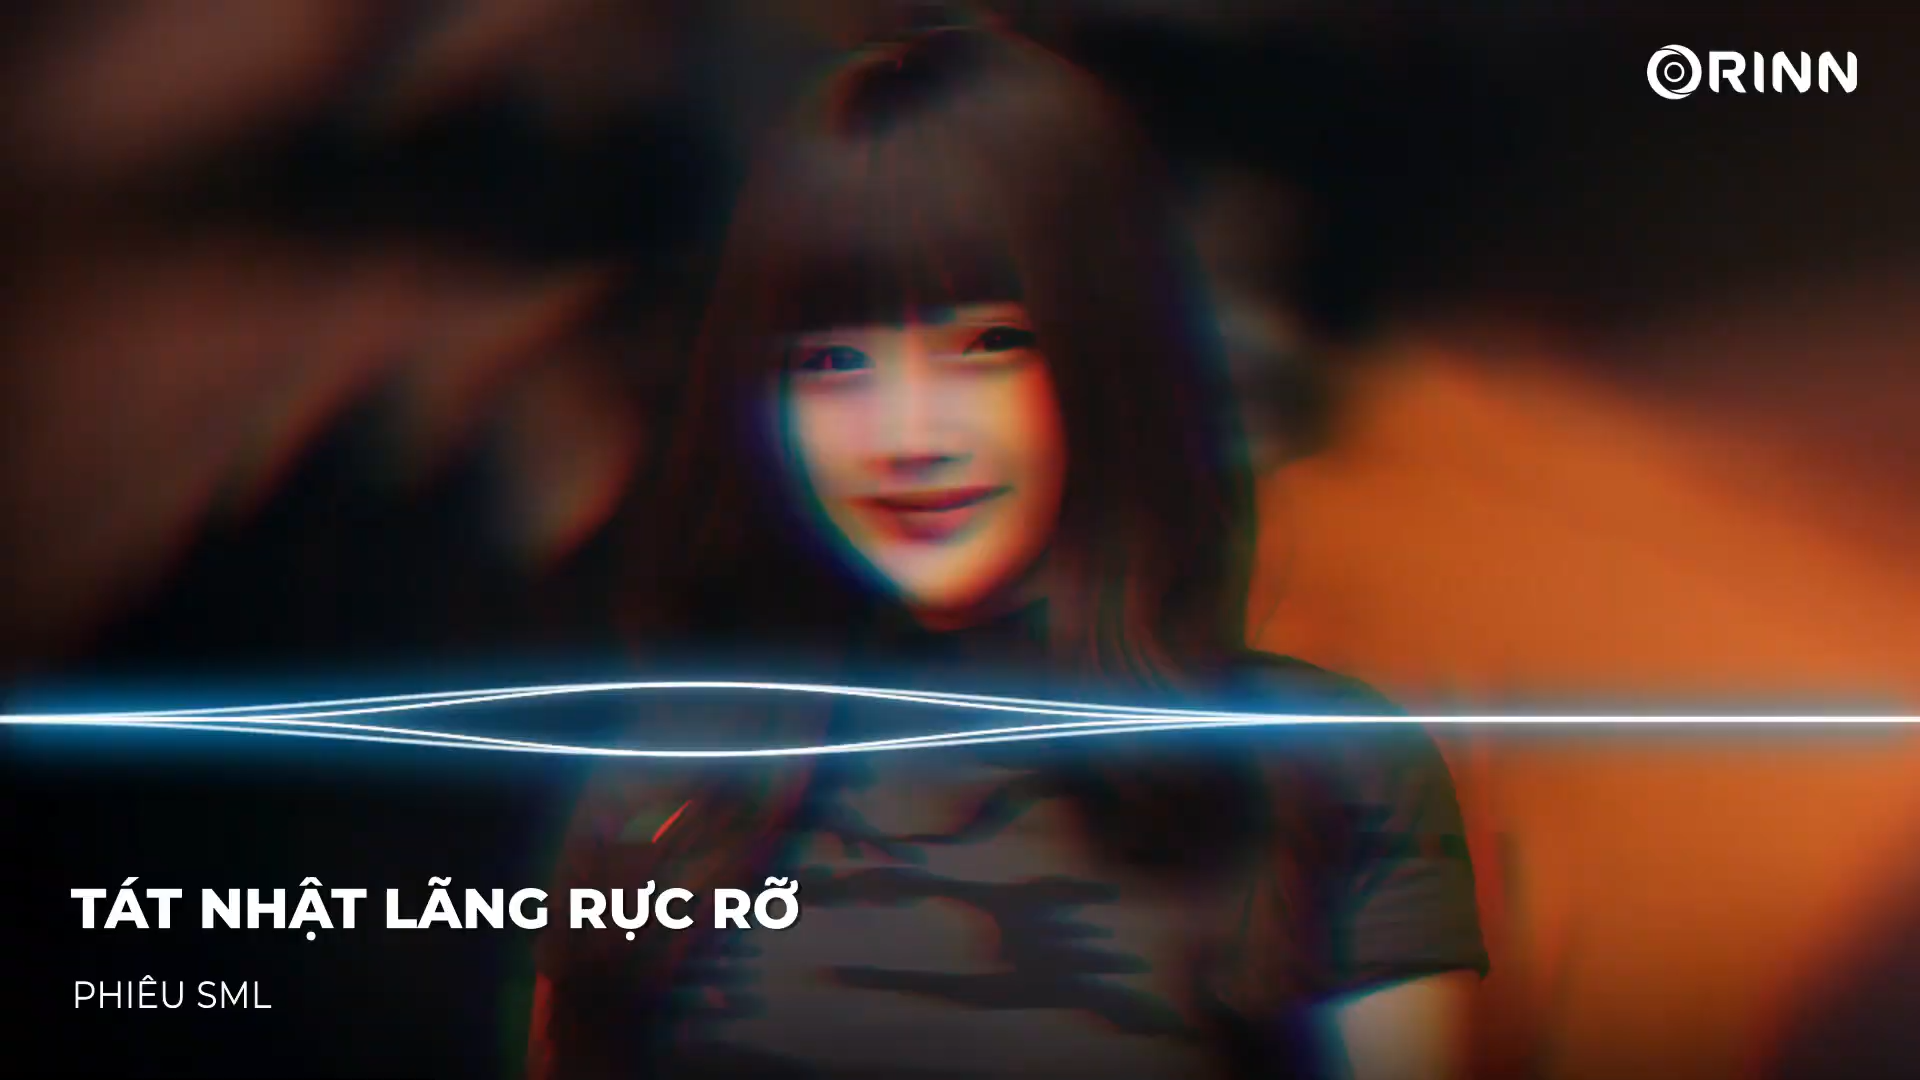 ORINN
TÁT NHẬT LÃNG RỰC RỠ
PHIÊU SML